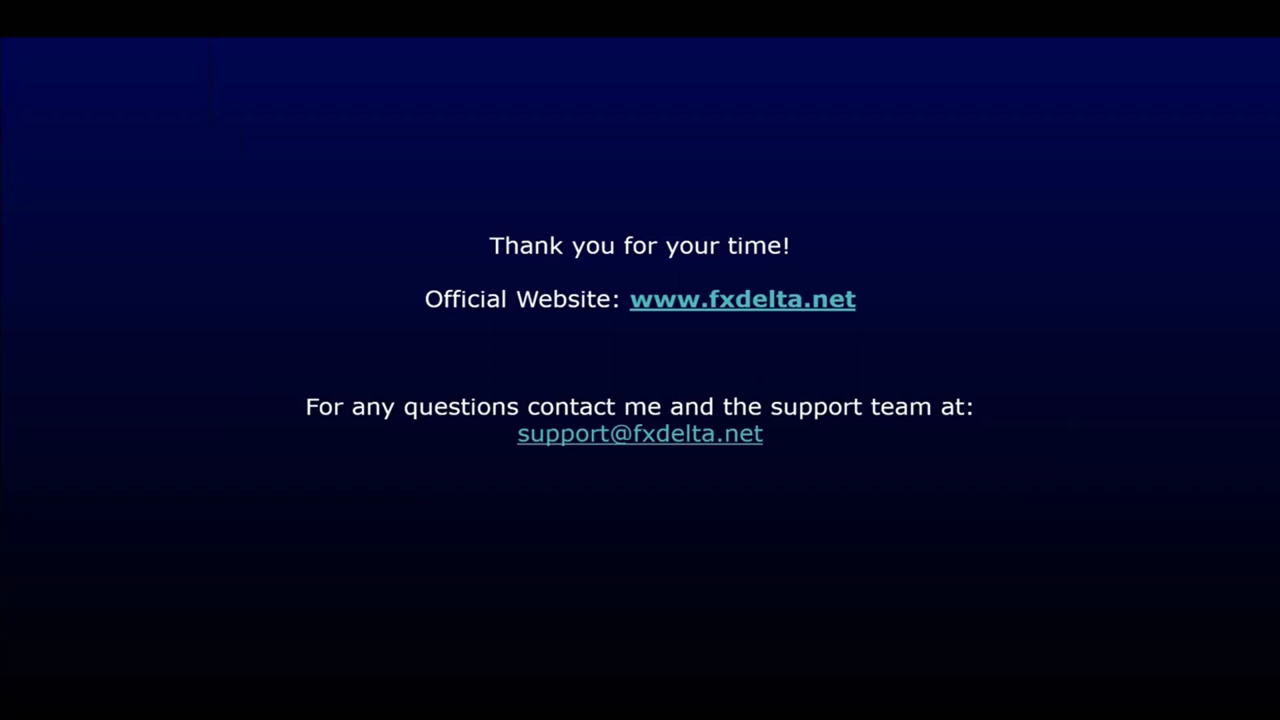 Thank you for your time!
Official Website: www.fxdelta.net
For any questions contact me and the support team at:
support@fxdelta.net